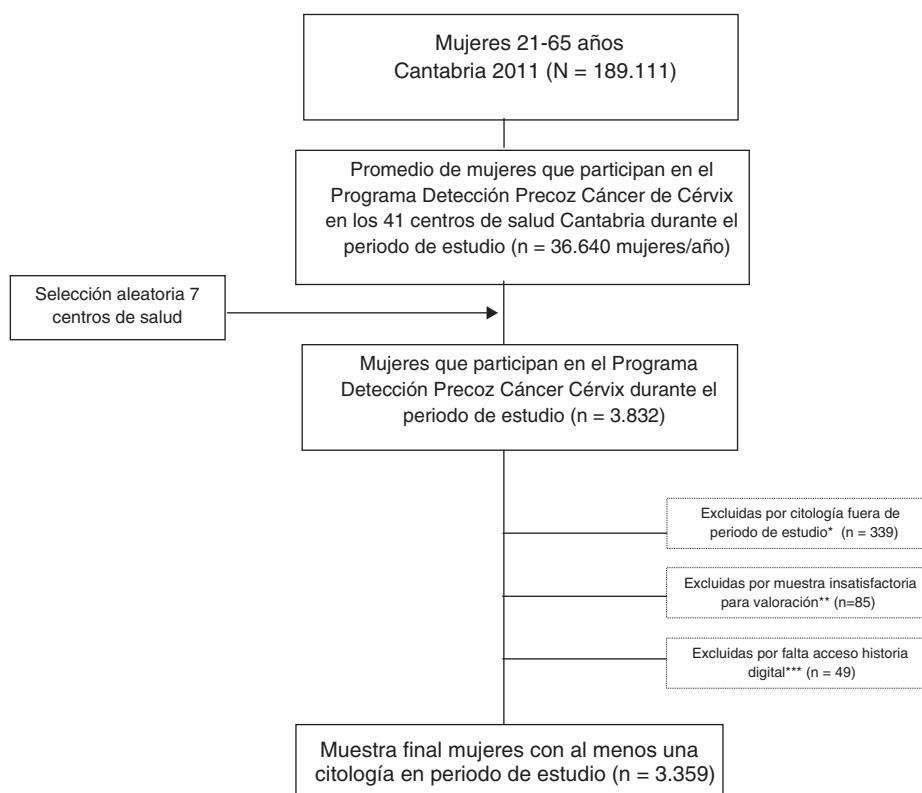 Mujeres 21-65 años
Cantabria 2011 (N = 189.111)
Promedio de mujeres que participan en el
Programa Detección Precoz Cáncer de Cérvix
en los 41 centros de salud Cantabria durante el
periodo de estudio (n = 36.640 mujeres/año)
Selección aleatoria 7
centros de salud
Mujeres que participan en el Programa
Detección Precoz Cáncer Cérvix durante el
periodo de estudio (n = 3.832)
Excluidas por citología fuera de
periodo de estudio* (n = 339)
Excluidas por muestra insatisfactoria
para valoración** (n=85)
Excluidas por falta acceso historia
digital*** (n = 49)
Muestra final mujeres con al menos una
citología en periodo de estudio (n = 3.359)